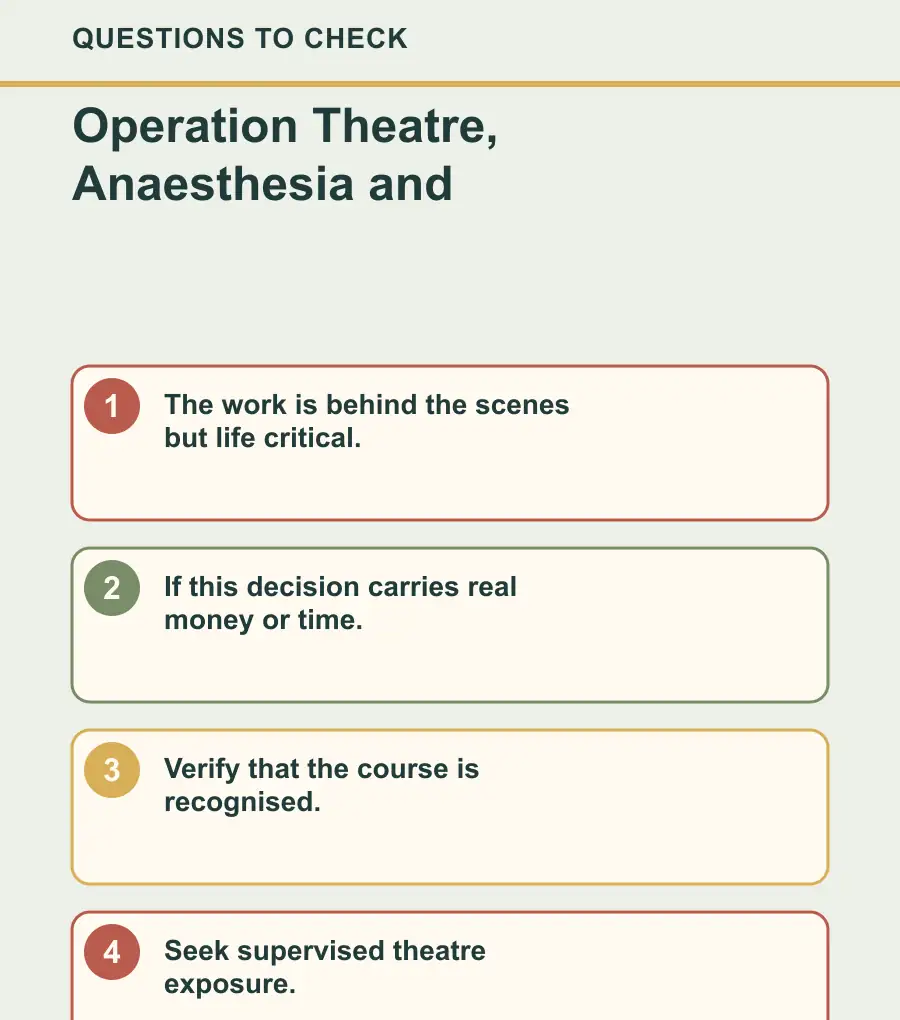 QUESTIONS TO CHECK
Operation Theatre,
Anaesthesia and
1
The work is behind the scenes
but life critical.
2
If this decision carries real
money or time.
3
Verify that the course is
recognised.
4
Seek supervised theatre
exposure.